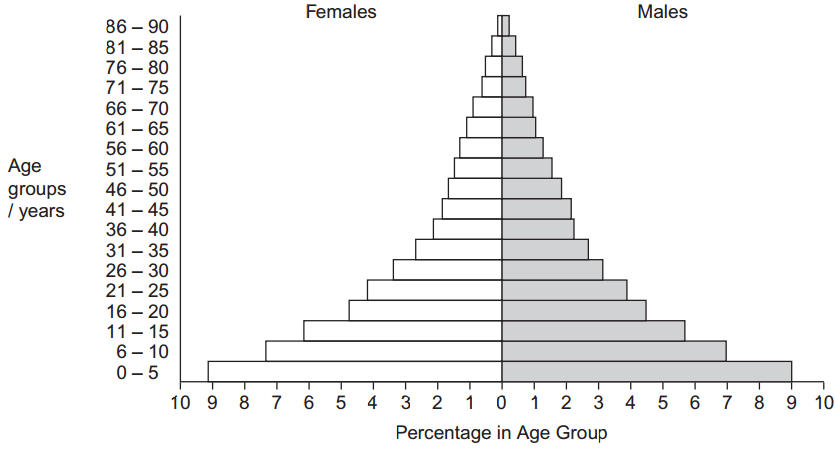 Females
Males
86 – 90
81 – 85
76 – 80
71 – 75
66 – 70
61 – 65
56 – 60
51 – 55
46 – 50
41 – 45
36 – 40
31 – 35
26 – 30
21 – 25
16 – 20
11 – 15
6 – 10
0 – 5
Age
groups
/ years
10 9 8 7 6 5 4 3 2 1 0 1 2 3 4 5 6 7 8 9 10
Percentage in Age Group